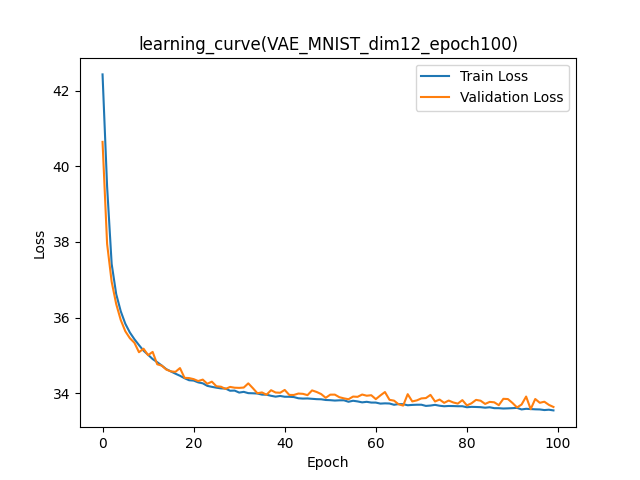 learning_curve(VAE_MNIST_dim12_epoch100)
Train Loss
Validation Loss
42
40
38
36
34
Loss
0 20 40 60 80 100
Epoch